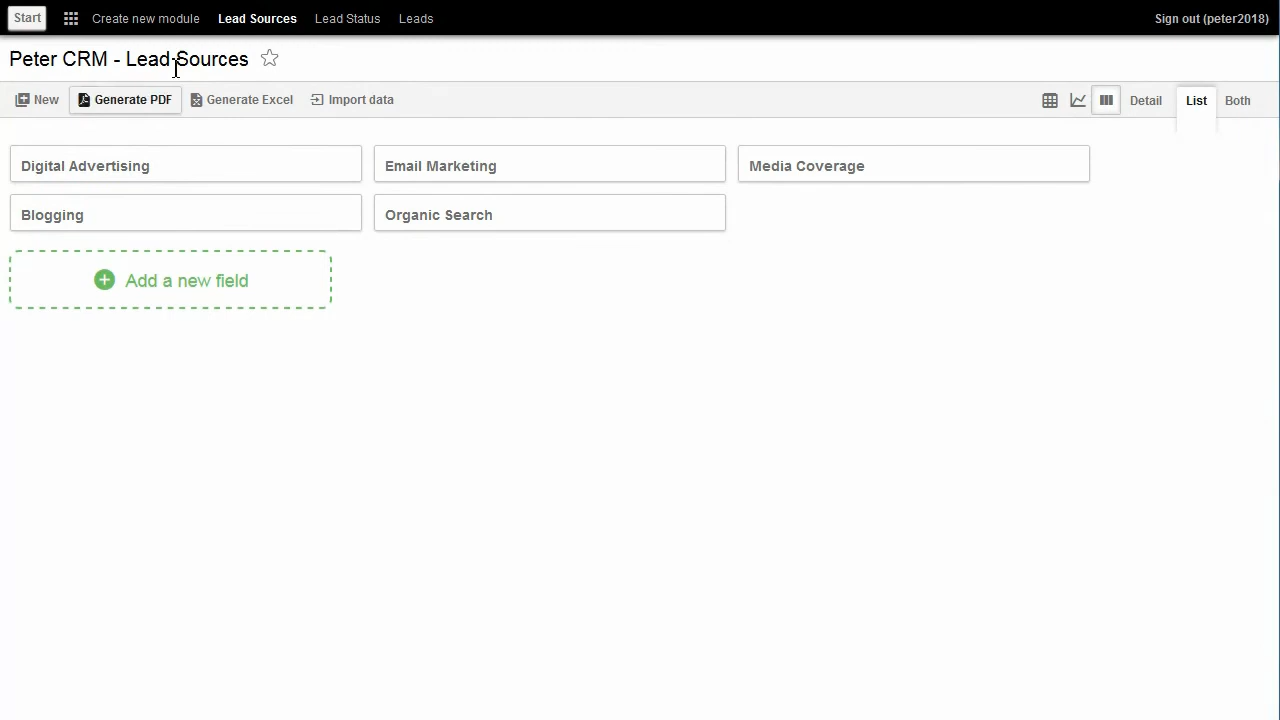 Start Create new module Lead Sources Lead Status Leads Sign out (peter2018)
Peter CRM - Lead Sources
New Generate PDF Generate Excel Import data Detail List Both
Digital Advertising Email Marketing Media Coverage
Blogging Organic Search
Add a new field